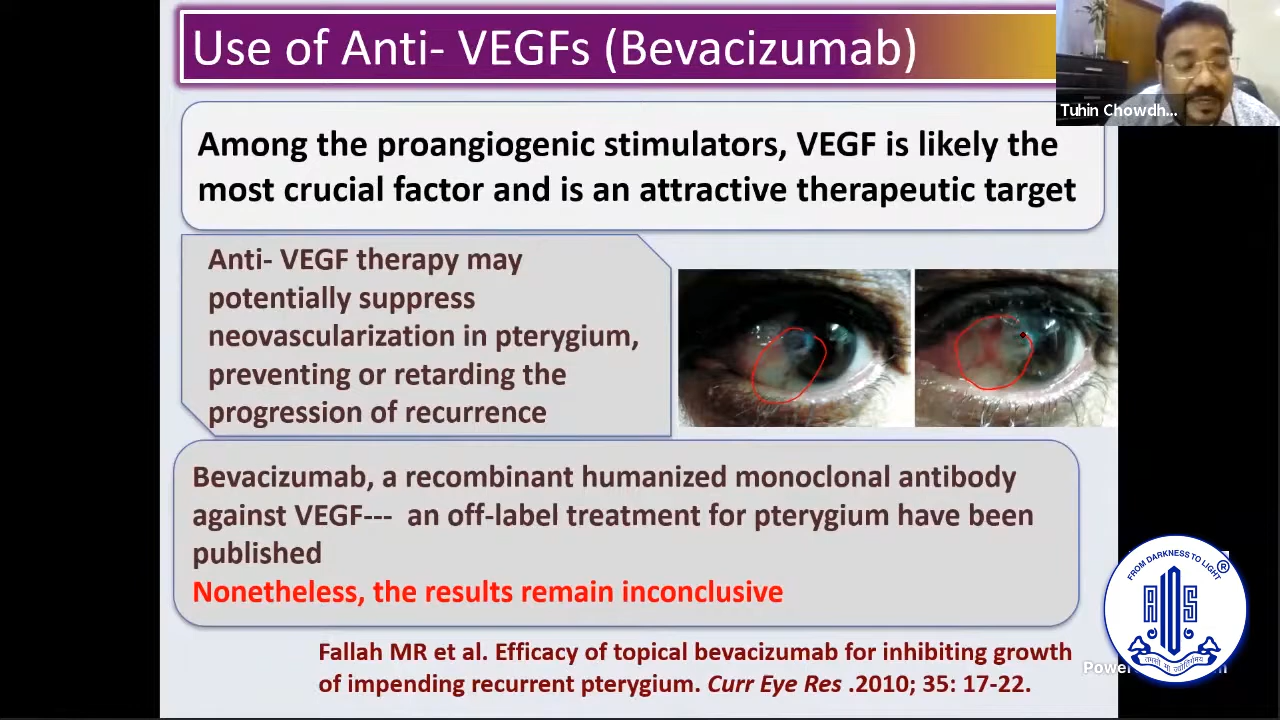 Use of Anti- VEGFs (Bevacizumab)
Tuhin Chowdh...
Among the proangiogenic stimulators, VEGF is likely the
most crucial factor and is an attractive therapeutic target
Anti- VEGF therapy may
potentially suppress
neovascularization in pterygium,
preventing or retarding the
progression of recurrence
Bevacizumab, a recombinant humanized monoclonal antibody
against VEGF--- an off-label treatment for pterygium have been
published
Nonetheless, the results remain inconclusive
FROM DARKNESS TO LIGHT
®
AIOS
Fallah MR et al. Efficacy of topical bevacizumab for inhibiting growth
of impending recurrent pterygium. Curr Eye Res .2010; 35: 17-22.